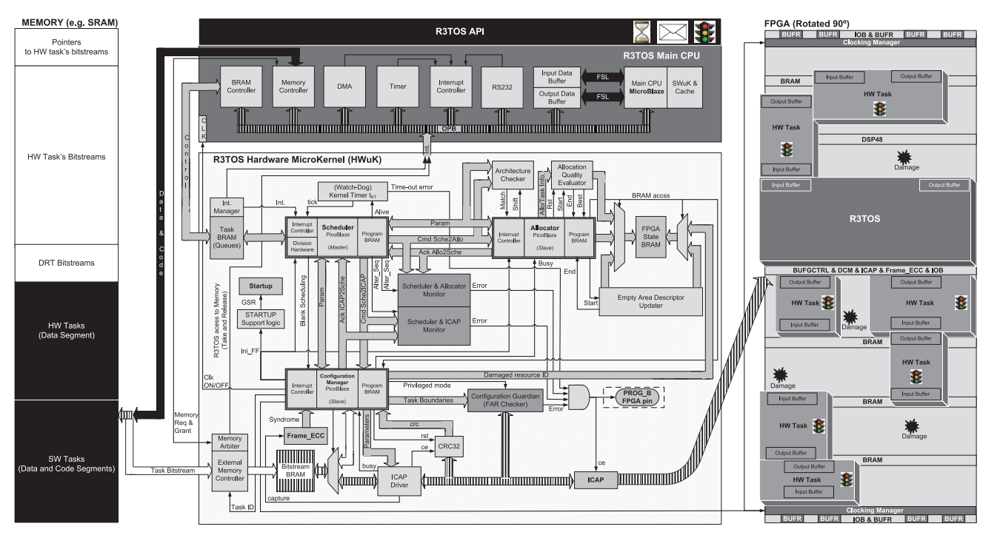 MEMORY (e.g. SRAM)
Pointers
to HW task's bitstreams
HW Task's Bitstreams
DRT Bitstreams
HW Tasks
(Data Segment)
SW Tasks
(Data and Code Segments)
Data & Code
Control
R3TOS API
R3TOS Main CPU
BRAM
Controller
Memory
Controller
DMA
Timer
Interrupt
Controller
RS232
Input Data
Buffer
Output Data
Buffer
FSL
FSL
Main CPU
MicroBlaze
SWuK &
Cache
CLK
OPB
Int.
R3TOS Hardware MicroKernel (HWuK)
Int.
Manager
Task
BRAM
(Queues)
Int.
tick
(Watch-Dog)
Kernel Timer tKT
Time-out error
Alive
Interrupt
Controller
Division
Hardware
Scheduler
PicoBlaze
(Master)
Program
BRAM
Param
Cmd Sche2Allo
Ack Allo2Sche
Architecture
Checker
Match
Shift
Allo/Task Info.
Allocation
Quality
Evaluator
Rst
Start
End
Best
BRAM accss
Interrupt
Controller
Allocator
PicoBlaze
(Slave)
Program
BRAM
FPGA
State
BRAM
Busy
End
Start
Empty Area Descriptor
Updater
Startup
GSR
STARTUP
Support logic
Ini_FF
R3TOS acess to Memory
(Take and Release)
Blank Scheduling
Param
Ack ICAP2Sche
Cmd Sche2ICAP
Alter_Seq
Alter_Seq
Scheduler & Allocator
Monitor
Scheduler & ICAP
Monitor
Error
Error
Clk
ON/OFF
Interrupt
Controller
Configuration
Manager
PicoBlaze
(Slave)
Program
BRAM
Damaged resource ID
Privileged mode
Task Boundaries
Configuration Guardian
(FAR Checker)
Error
PROG_B
FPGA pin
Memory
Req &
Grant
Syndrome
Frame_ECC
Parameters
crc
rst
ce
CRC32
Memory
Arbiter
External
Memory
Controller
Task Bitstream
Bitstream
BRAM
busy
ICAP
Driver
ce
ICAP
Task ID
capture
FPGA (Rotated 90º)
BUFR
BUFR
IOB & BUFR
BUFR
BUFR
Clocking Manager
BRAM
Input Buffer
Output Buffer
HW Task
Output Buffer
HW Task
Input Buffer
DSP48
Damage
Input Buffer
Output Buffer
R3TOS
BUFGCTRL & DCM & ICAP & Frame_ECC & IOB
Output Buffer
HW Task
Input Buffer
Damage
Output Buffer
HW Task
Input Buffer
BRAM
Output Buffer
HW Task
Input Buffer
Damage
Input Buffer
HW Task
Output Buffer
BRAM
Damage
BRAM
Output Buffer
HW Task
Input Buffer
Clocking Manager
BUFR
BUFR
IOB & BUFR
BUFR
BUFR